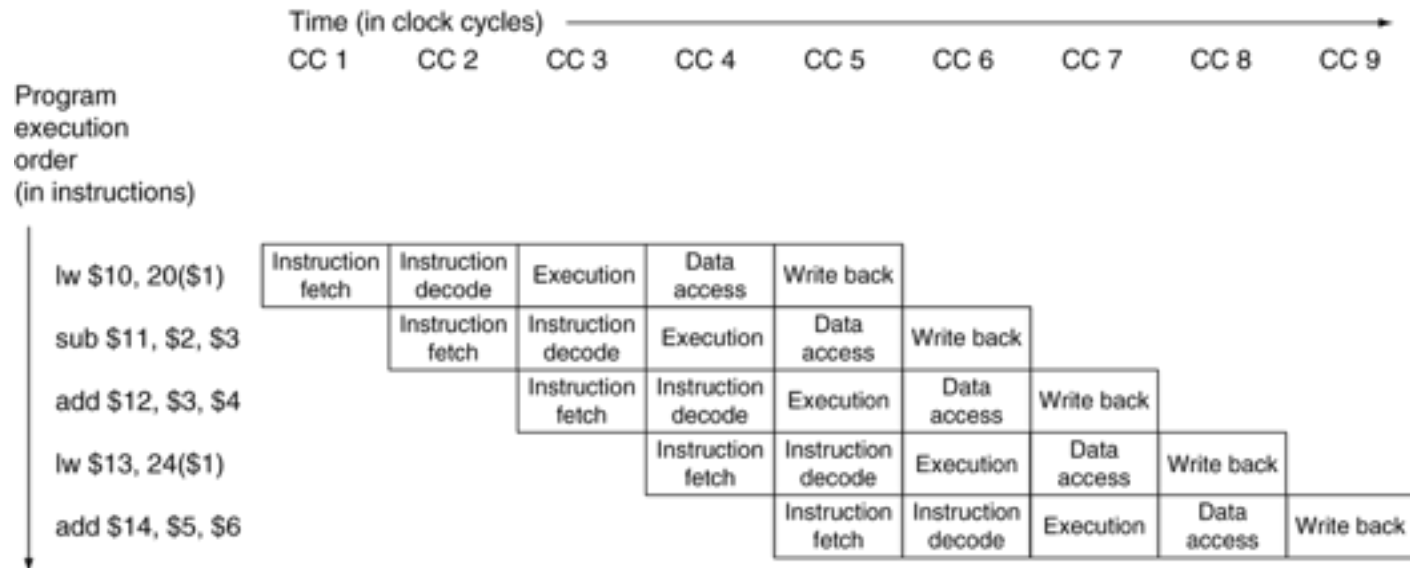 Time (in clock cycles)
CC 1 CC 2 CC 3 CC 4 CC 5 CC 6 CC 7 CC 8 CC 9
Program
execution
order
(in instructions)
lw $10, 20($1)
Instruction
fetch
Instruction
decode
Execution
Data
access
Write back
sub $11, $2, $3
Instruction
fetch
Instruction
decode
Execution
Data
access
Write back
add $12, $3, $4
Instruction
fetch
Instruction
decode
Execution
Data
access
Write back
lw $13, 24($1)
Instruction
fetch
Instruction
decode
Execution
Data
access
Write back
add $14, $5, $6
Instruction
fetch
Instruction
decode
Execution
Data
access
Write back